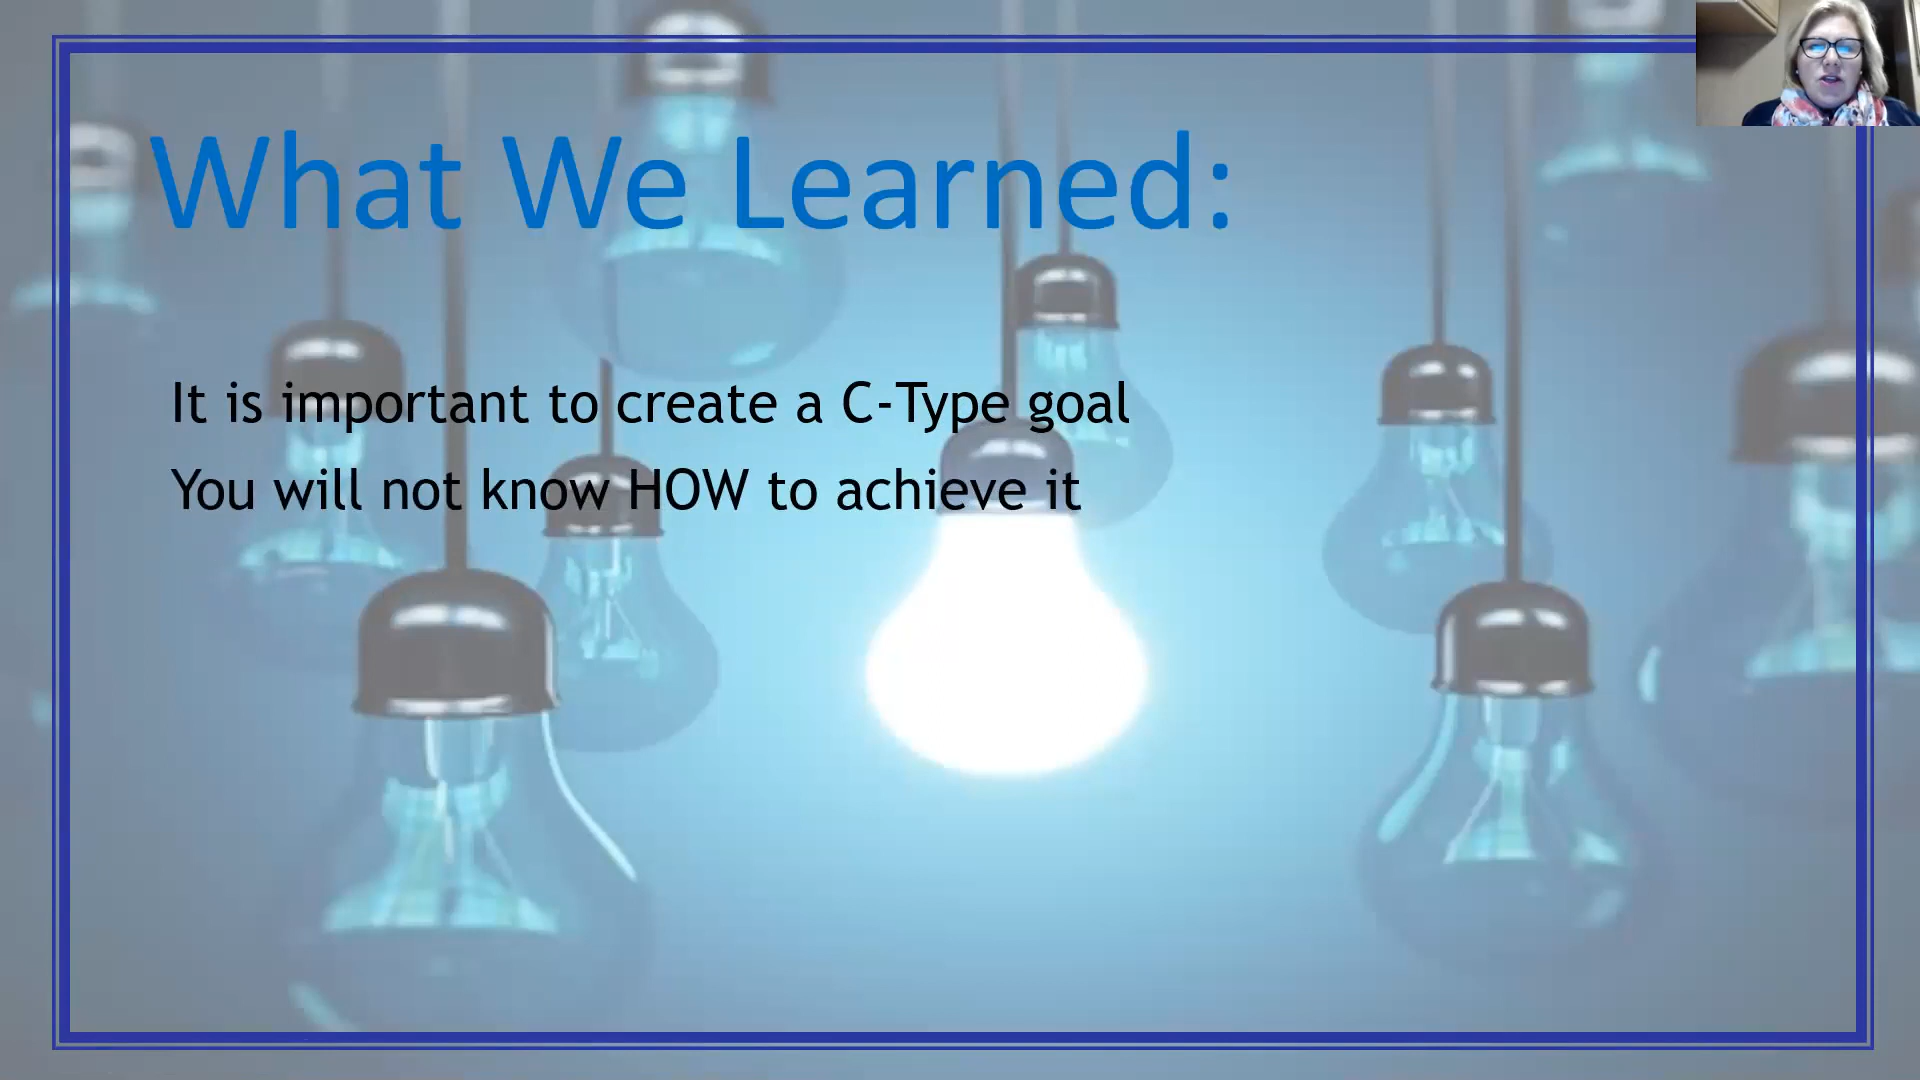 What We Learned:
It is important to create a C-Type goal
You will not know HOW to achieve it